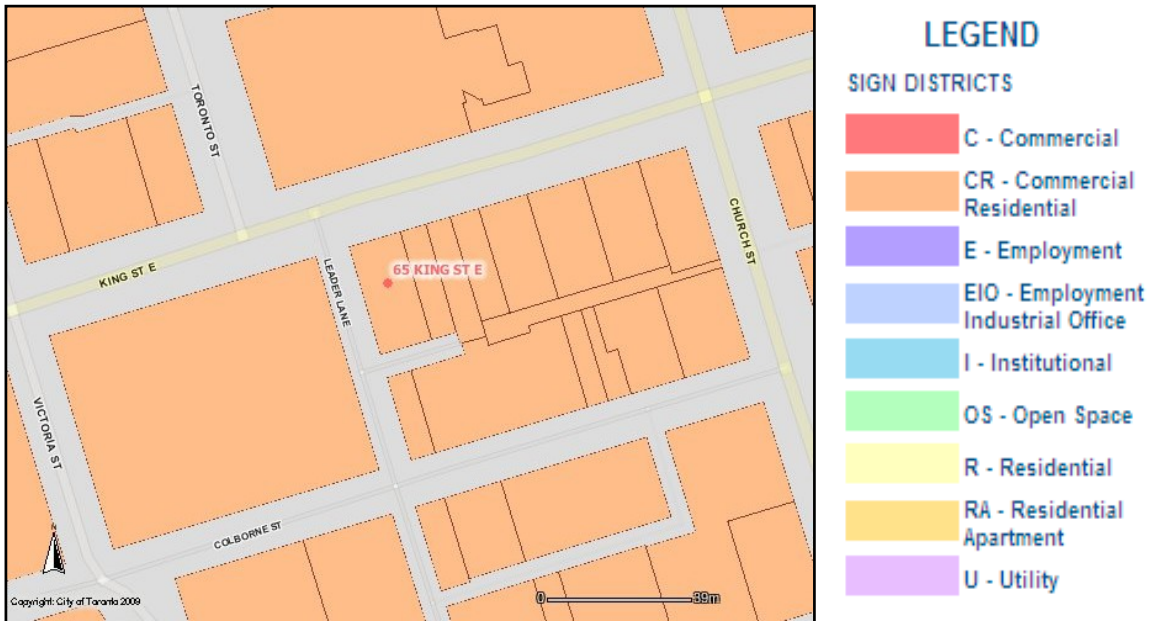 TORONTO ST
KING ST E
LEADER LANE
65 KING ST E
CHURCH ST
VICTORIA ST
COLBORNE ST
N
Copyright: City of Toronto 2009
0 39m
LEGEND
SIGN DISTRICTS
C - Commercial
CR - Commercial
Residential
E - Employment
EIO - Employment
Industrial Office
I - Institutional
OS - Open Space
R - Residential
RA - Residential
Apartment
U - Utility